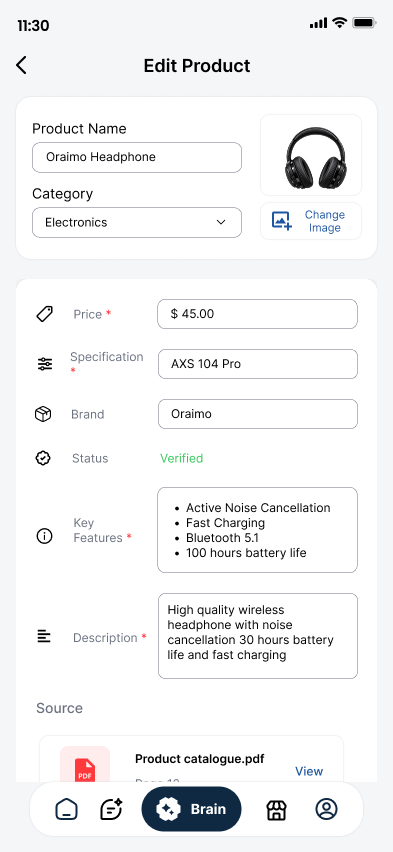 11:30
Edit Product
Product Name
Oraimo Headphone
Category
Electronics
Change
Image
Price *
$ 45.00
Specification
*
AXS 104 Pro
Brand
Oraimo
Status
Verified
Key
Features *
• Active Noise Cancellation
• Fast Charging
• Bluetooth 5.1
• 100 hours battery life
Description *
High quality wireless
headphone with noise
cancellation 30 hours battery
life and fast charging
Source
PDF
Product catalogue.pdf
View
Brain